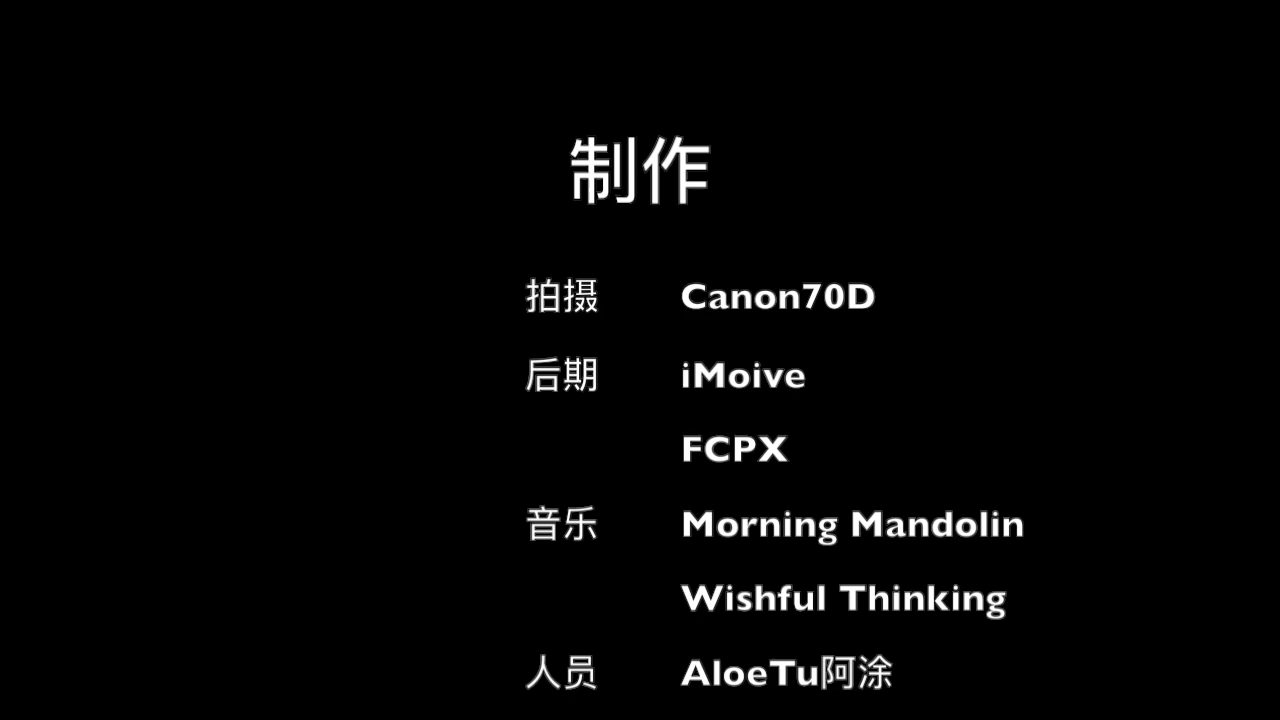 制作
拍摄 Canon70D
后期 iMoive
FCPX
音乐 Morning Mandolin
Wishful Thinking
人员 AloeTu阿涂